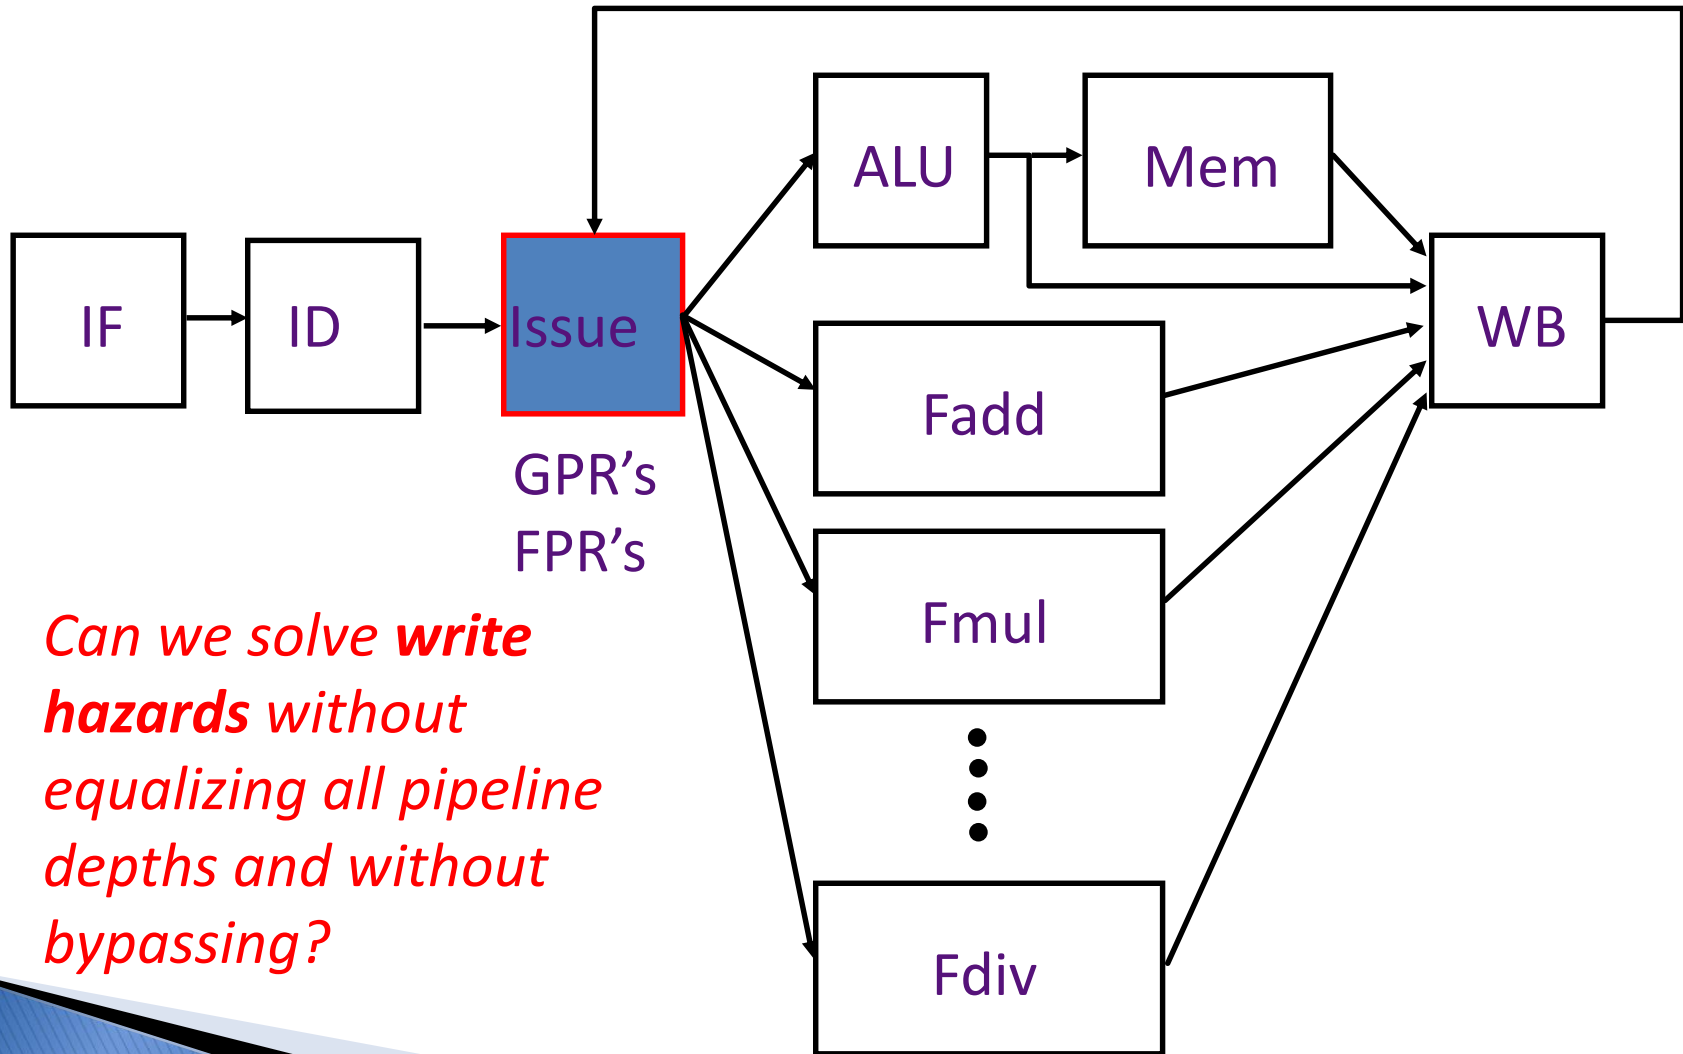 ALU
Mem
IF
ID
Issue
WB
Fadd
GPR’s
FPR’s
Fmul
Can we solve write
hazards without
equalizing all pipeline
depths and without
bypassing?
Fdiv